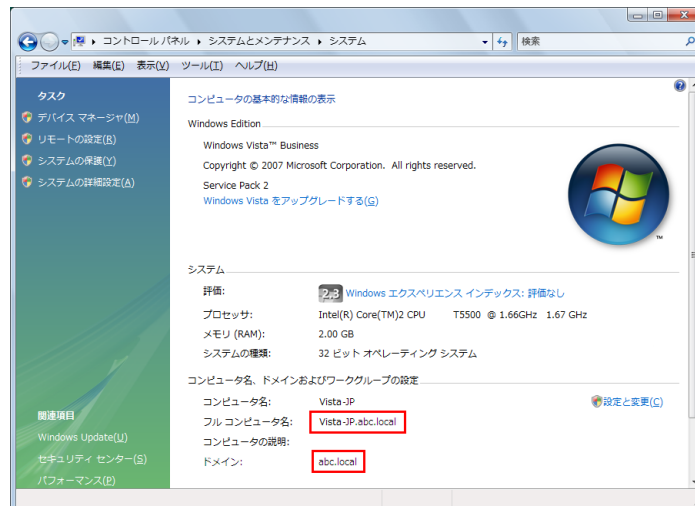 コントロール パネル ▸ システムとメンテナンス ▸ システム
検索
ファイル(F) 編集(E) 表示(V) ツール(T) ヘルプ(H)
タスク
デバイス マネージャ(M)
リモートの設定(R)
システムの保護(Y)
システムの詳細設定(A)
関連項目
Windows Update(U)
セキュリティ センター(S)
パフォーマンス(P)
コンピュータの基本的な情報の表示
Windows Edition
Windows Vista™ Business
Copyright © 2007 Microsoft Corporation. All rights reserved.
Service Pack 2
Windows Vista をアップグレードする(G)
TM
システム
評価: 2.3 Windows エクスペリエンス インデックス: 評価なし
プロセッサ: Intel(R) Core(TM)2 CPU T5500 @ 1.66GHz 1.67 GHz
メモリ (RAM): 2.00 GB
システムの種類: 32 ビット オペレーティング システム
コンピュータ名、ドメインおよびワークグループの設定
コンピュータ名: Vista-JP
設定と変更(C)
フル コンピュータ名: Vista-JP.abc.local
コンピュータの説明:
ドメイン: abc.local